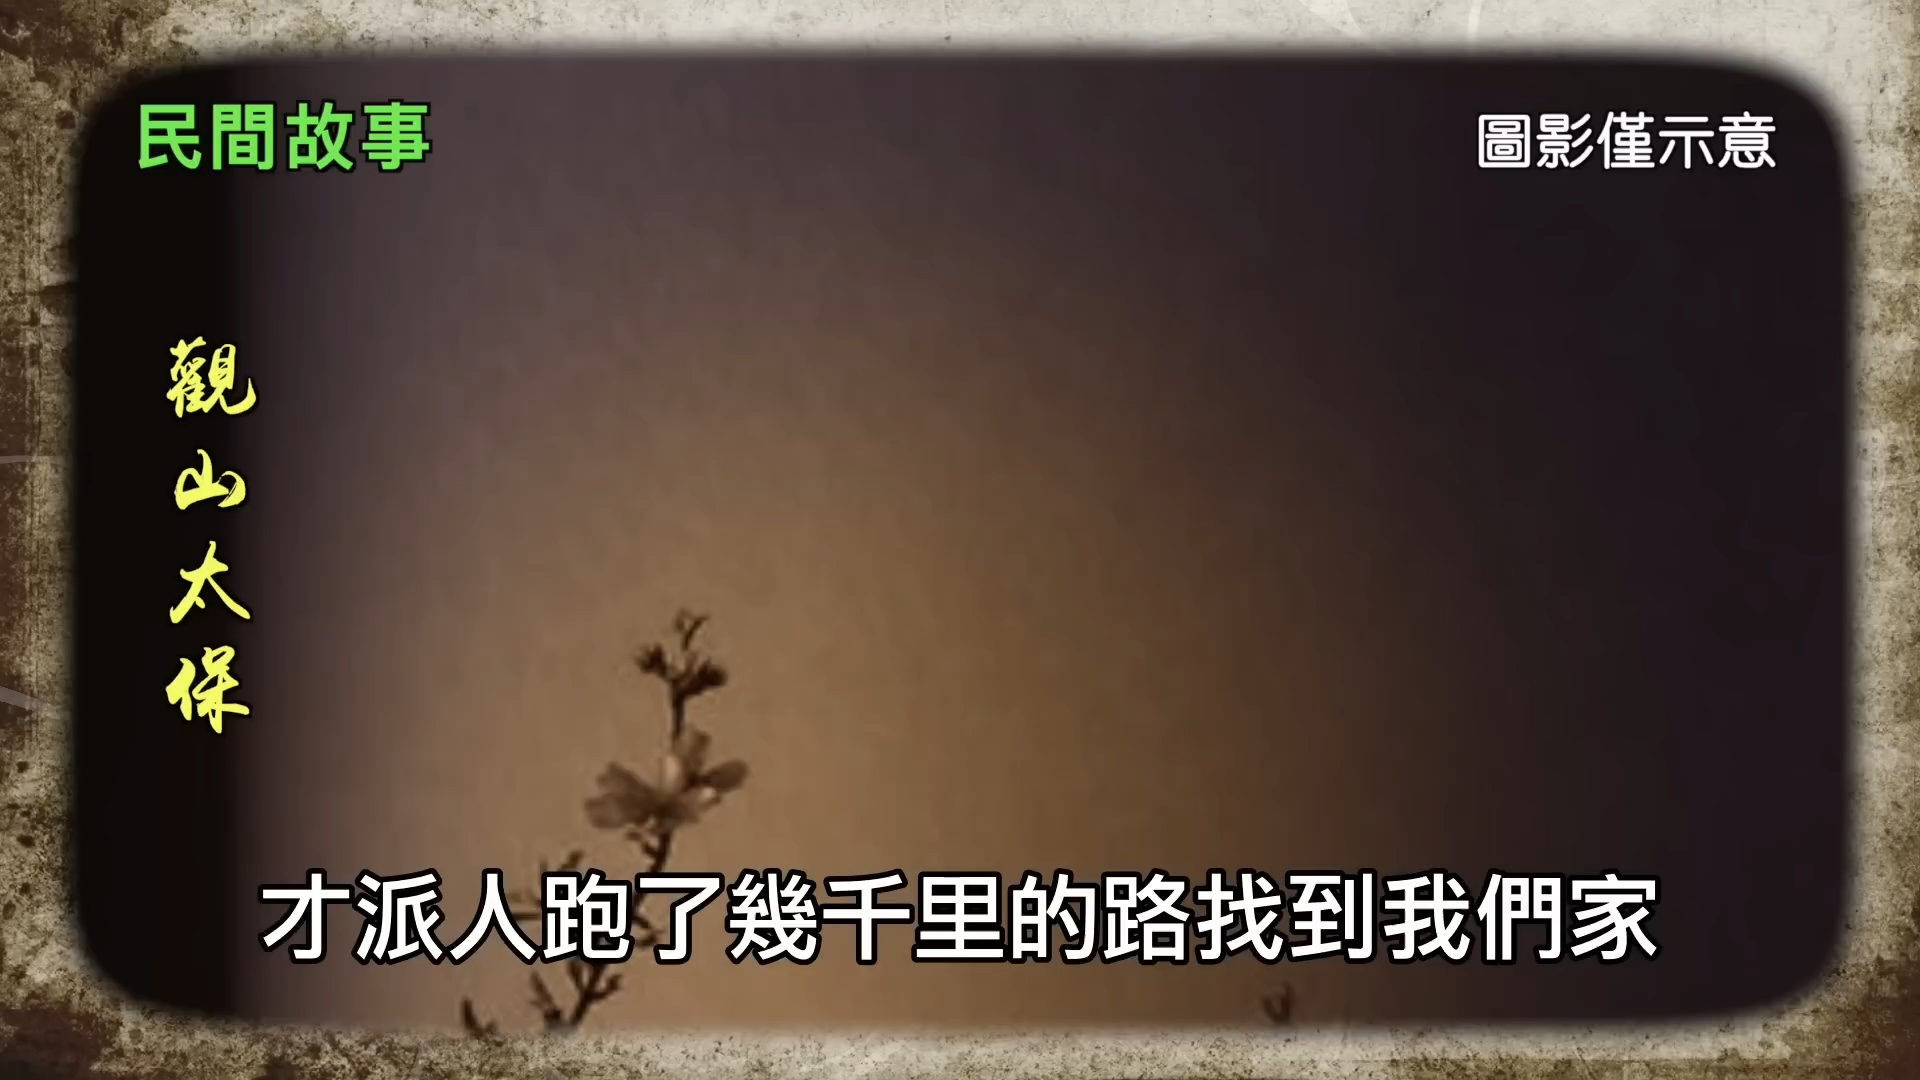 民間故事
圖影僅示意
觀山太保
才派人跑了幾千里的路找到我們家